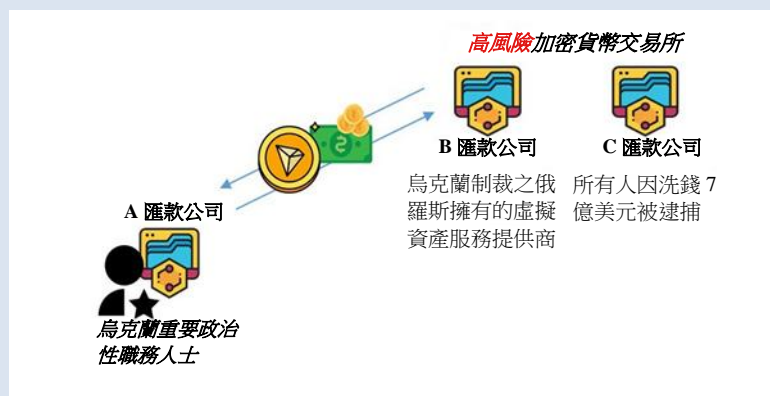 高風險加密貨幣交易所
B 匯款公司
C 匯款公司
烏克蘭制裁之俄
羅斯擁有的虛擬
資產服務提供商
所有人因洗錢 7
億美元被逮捕
A 匯款公司
烏克蘭重要政治
性職務人士